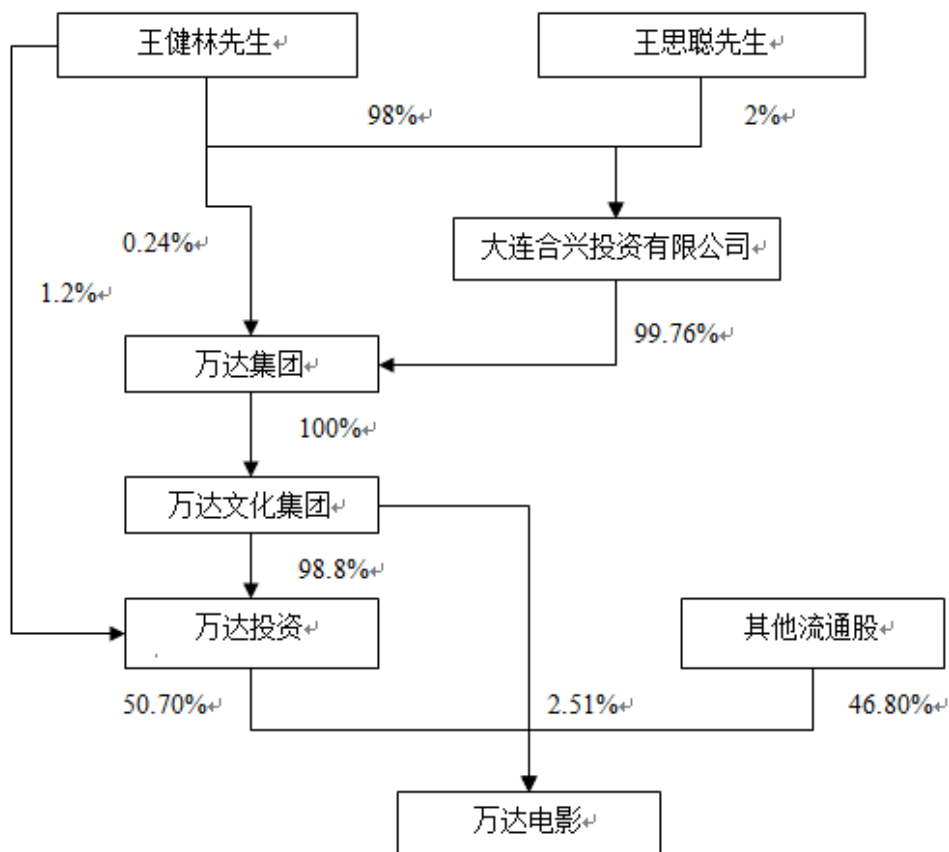 王健林先生
王思聪先生
98%
2%
大连合兴投资有限公司
0.24%
1.2%
99.76%
万达集团
100%
万达文化集团
98.8%
万达投资
其他流通股
50.70%
2.51%
46.80%
万达电影